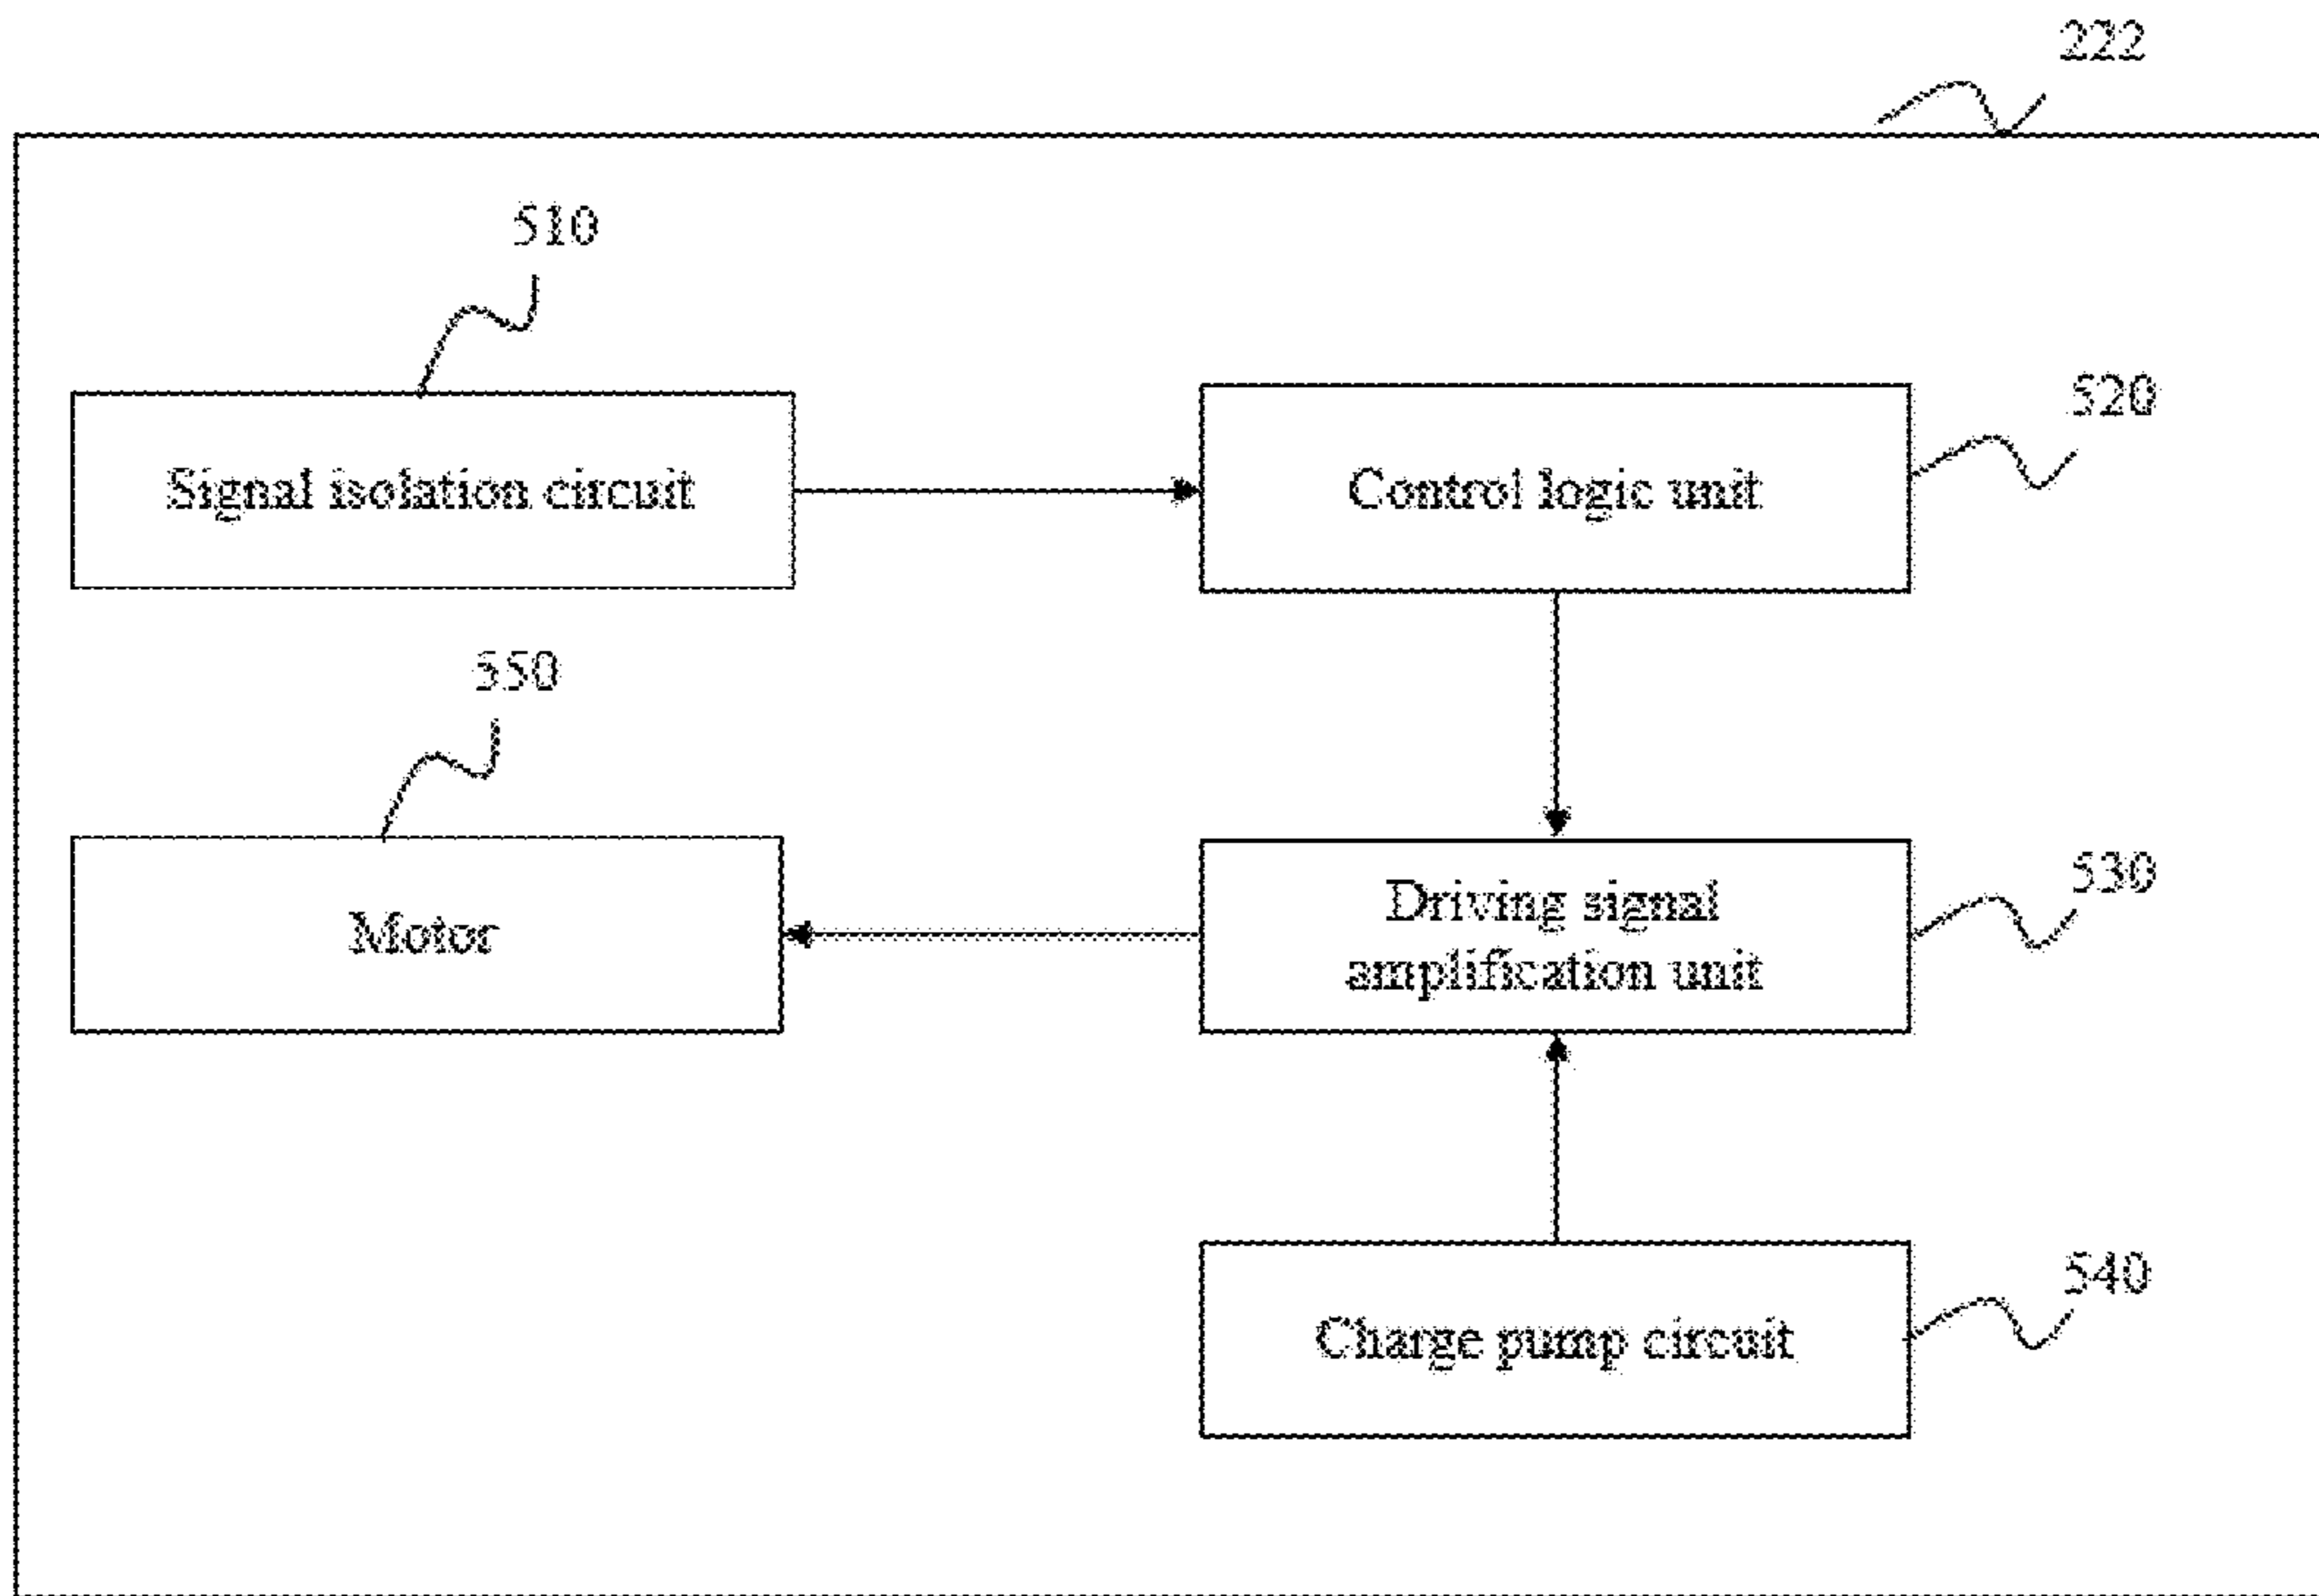 222
510
520
Signal isolation circuit
Control logic unit
550
530
Motor
Driving signal
amplification unit
540
Charge pump circuit